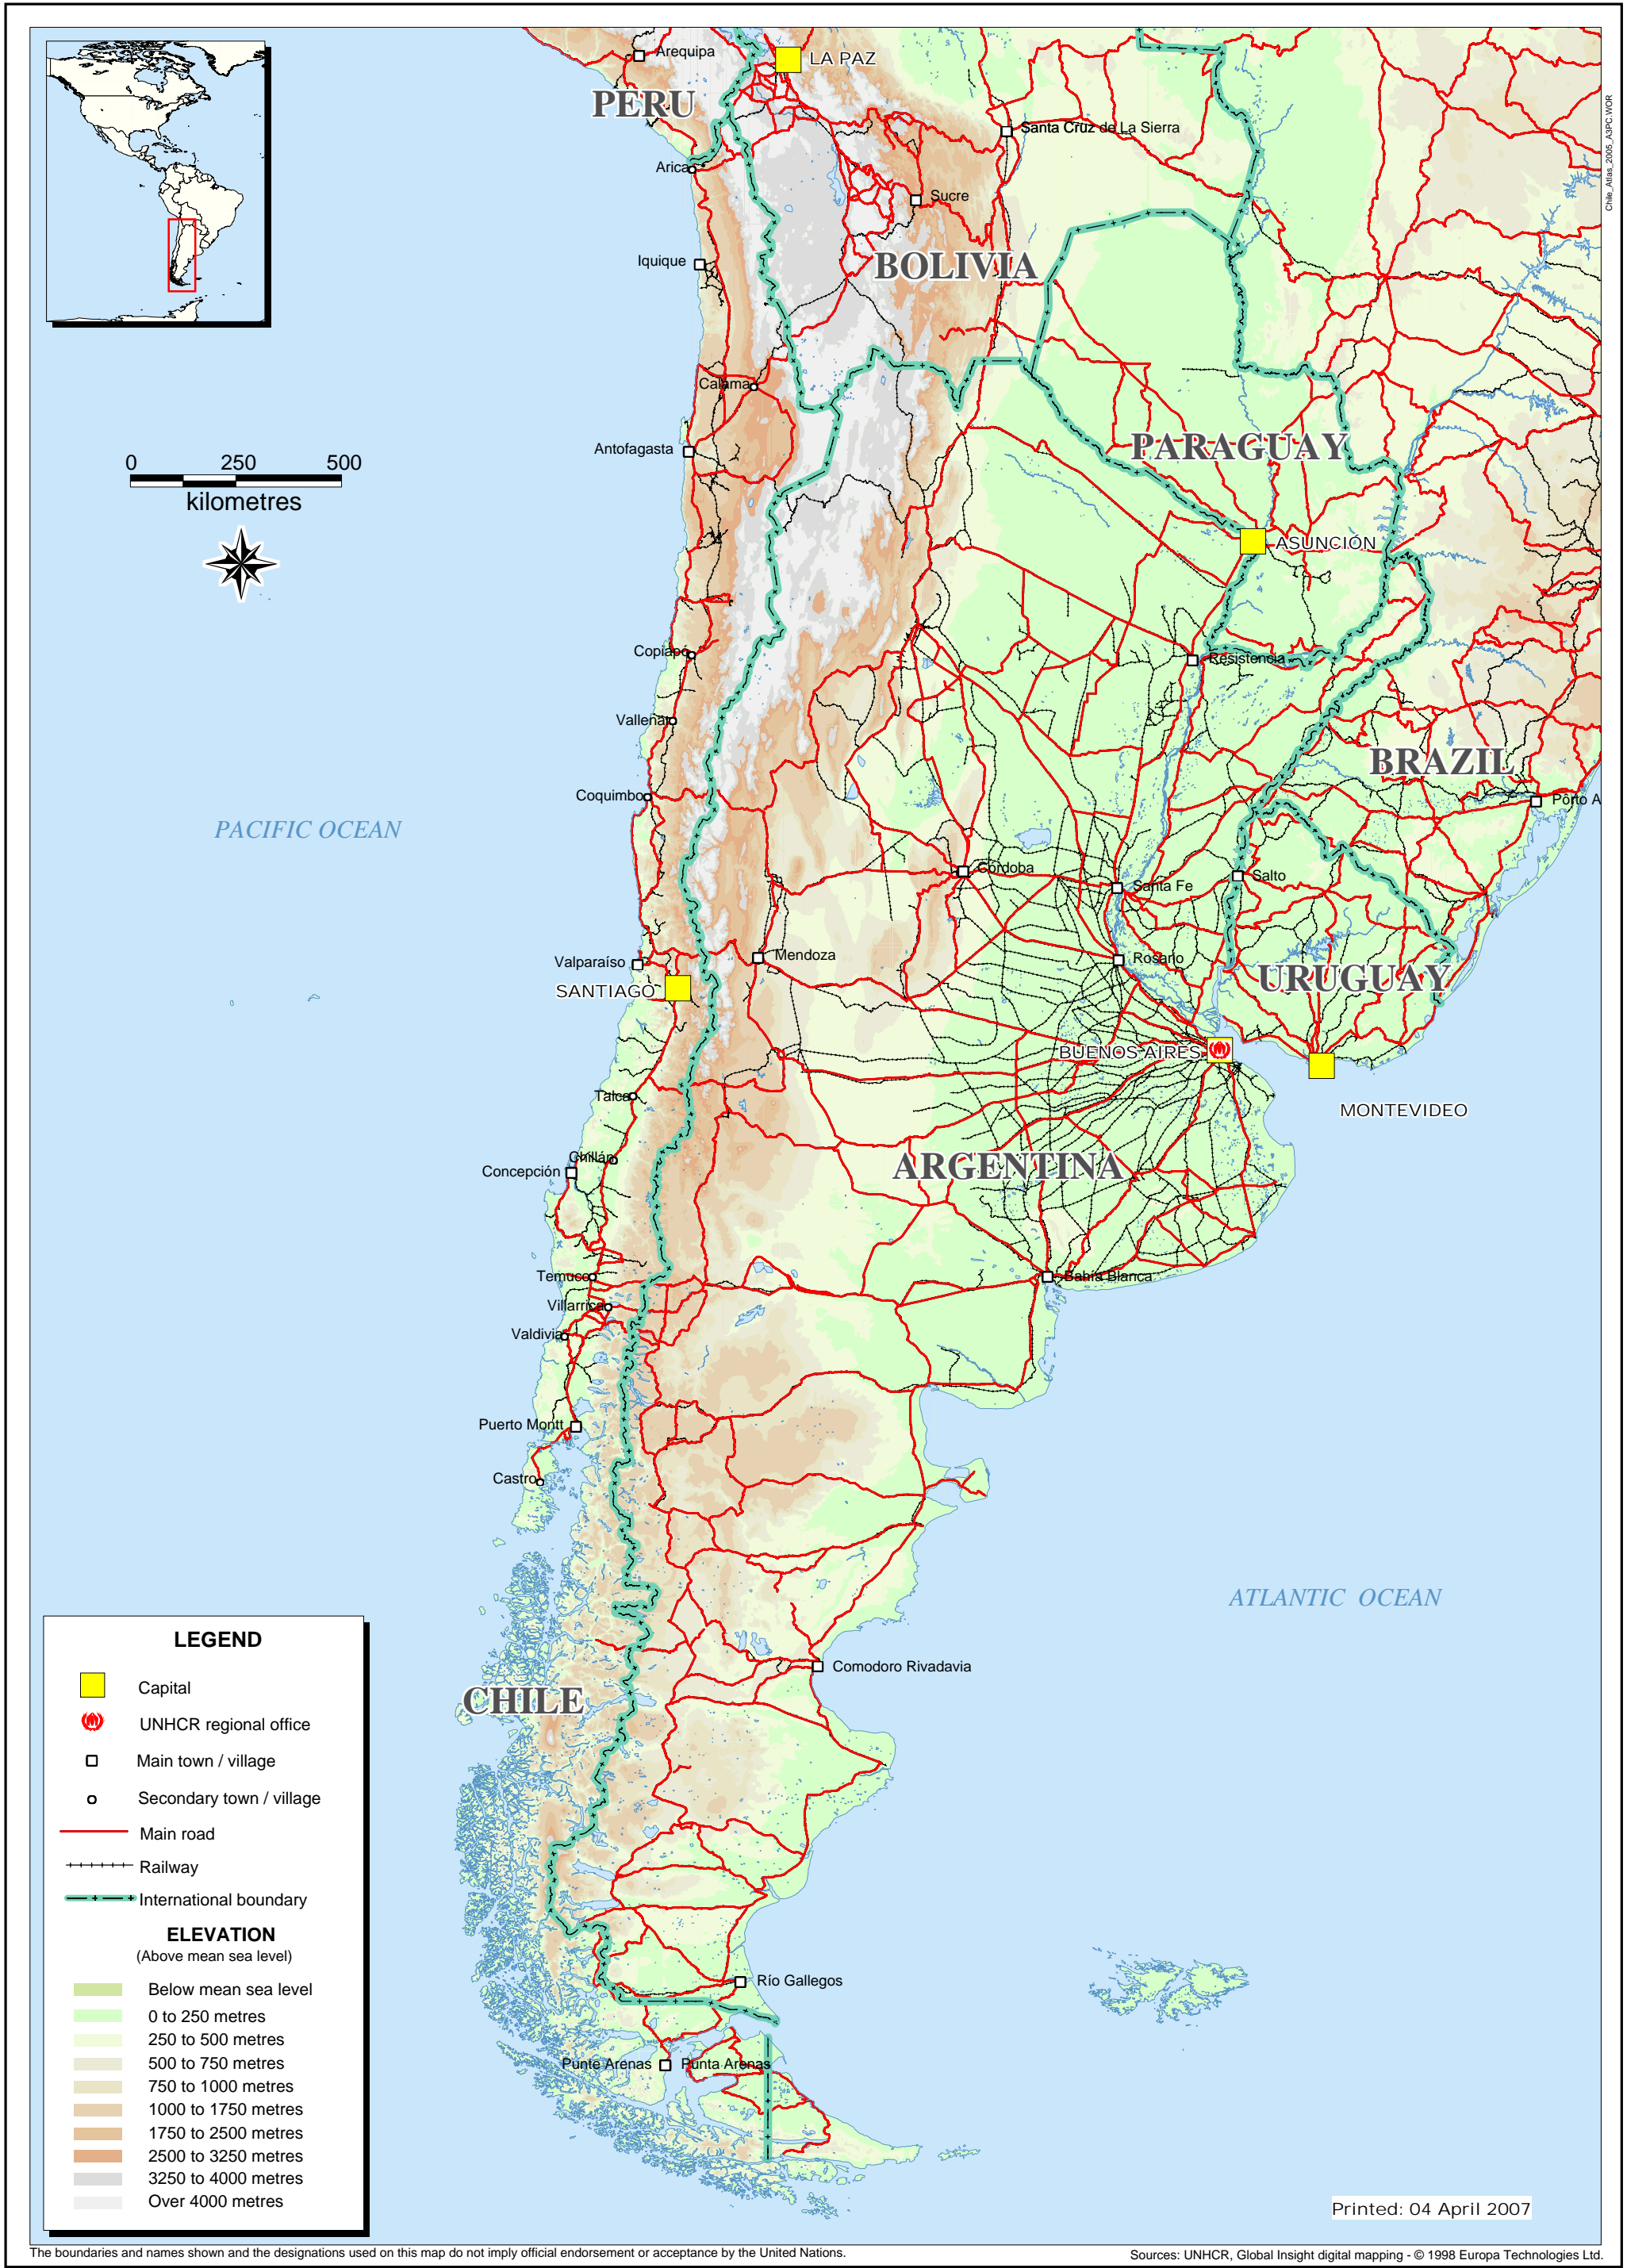 Arequipa
LA PAZ
PERU
Santa Cruz de La Sierra
Chile_Atlas_2005_A3PC.WOR
Arica
Sucre
Iquique
BOLIVIA
Calama
Antofagasta
PARAGUAY
0 250 500
kilometres
ASUNCIÓN
Copiapó
Resistencia
Vallenar
BRAZIL
Coquimbo
Pôrto A
PACIFIC OCEAN
Córdoba
Santa Fe
Salto
Valparaíso
Mendoza
Rosario
SANTIAGO
URUGUAY
BUENOS AIRES
Talca
MONTEVIDEO
Chillán
Concepción
ARGENTINA
Temuco
Bahía Blanca
Villarrica
Valdivia
Puerto Montt
Castro
ATLANTIC OCEAN
Comodoro Rivadavia
CHILE
Río Gallegos
Punte Arenas
Punta Arenas
LEGEND
Capital
UNHCR regional office
Main town / village
Secondary town / village
Main road
Railway
International boundary
ELEVATION
(Above mean sea level)
Below mean sea level
0 to 250 metres
250 to 500 metres
500 to 750 metres
750 to 1000 metres
1000 to 1750 metres
1750 to 2500 metres
2500 to 3250 metres
3250 to 4000 metres
Over 4000 metres
Printed: 04 April 2007
The boundaries and names shown and the designations used on this map do not imply official endorsement or acceptance by the United Nations.
Sources: UNHCR, Global Insight digital mapping - © 1998 Europa Technologies Ltd.